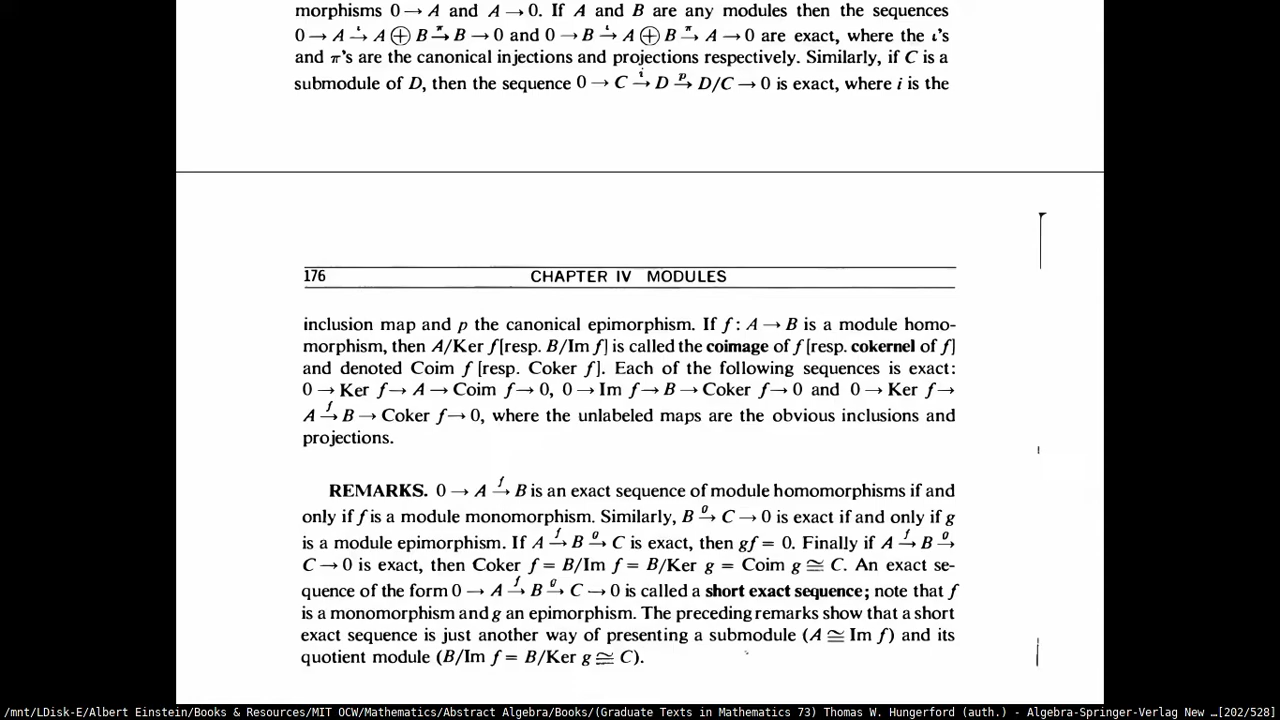 morphisms 0 → A and A → 0. If A and B are any modules then the sequences
0 → A →^ι A ⊕ B →^π B → 0 and 0 → B →^ι A ⊕ B →^π A → 0 are exact, where the ι's
and π's are the canonical injections and projections respectively. Similarly, if C is a
submodule of D, then the sequence 0 → C →^i D →^p D/C → 0 is exact, where i is the
176 CHAPTER IV MODULES
inclusion map and p the canonical epimorphism. If f : A → B is a module homo-
morphism, then A/Ker f [resp. B/Im f] is called the coimage of f [resp. cokernel of f]
and denoted Coim f [resp. Coker f]. Each of the following sequences is exact:
0 → Ker f → A → Coim f → 0, 0 → Im f → B → Coker f → 0 and 0 → Ker f →
A →^f B → Coker f → 0, where the unlabeled maps are the obvious inclusions and
projections.
REMARKS. 0 → A →^f B is an exact sequence of module homomorphisms if and
only if f is a module monomorphism. Similarly, B →^g C → 0 is exact if and only if g
is a module epimorphism. If A →^f B →^g C is exact, then gf = 0. Finally if A →^f B →^g
C → 0 is exact, then Coker f = B/Im f = B/Ker g = Coim g ≅ C. An exact se-
quence of the form 0 → A →^f B →^g C → 0 is called a short exact sequence; note that f
is a monomorphism and g an epimorphism. The preceding remarks show that a short
exact sequence is just another way of presenting a submodule (A ≅ Im f) and its
quotient module (B/Im f = B/Ker g ≅ C).
/mnt/LDisk-E/Albert Einstein/Books & Resources/MIT OCW/Mathematics/Abstract Algebra/Books/(Graduate Texts in Mathematics 73) Thomas W. Hungerford (auth.) - Algebra-Springer-Verlag New …[202/528]